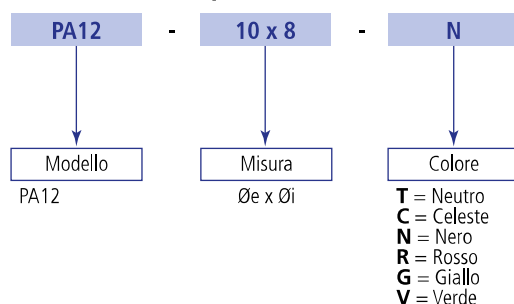 PA12 - 10 x 8 - N
Modello Misura Colore
PA12 Øe x Øi T = Neutro
C = Celeste
N = Nero
R = Rosso
G = Giallo
V = Verde